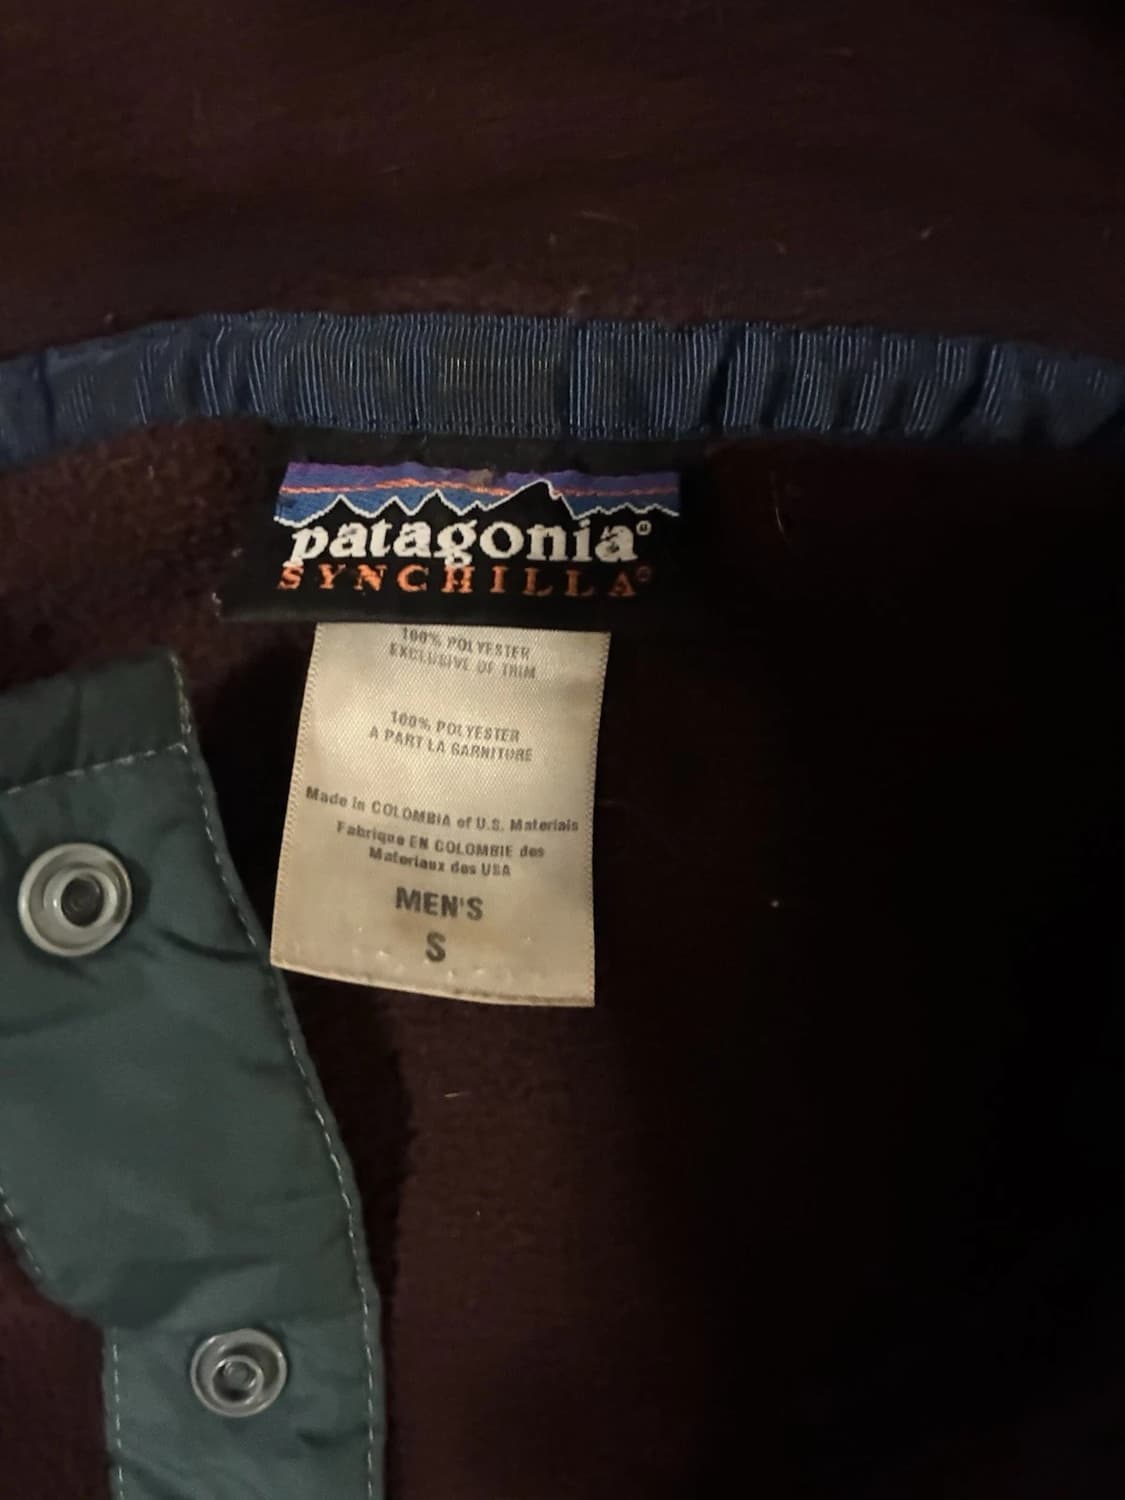 patagonia®
SYNCHILLA®
100% POLYESTER
EXCLUSIVE OF TRIM
100% POLYESTER
A PART LA GARNITURE
Made in COLOMBIA of U.S. Materials
Fabrique EN COLOMBIE des
Materiaux des USA
MEN'S
S